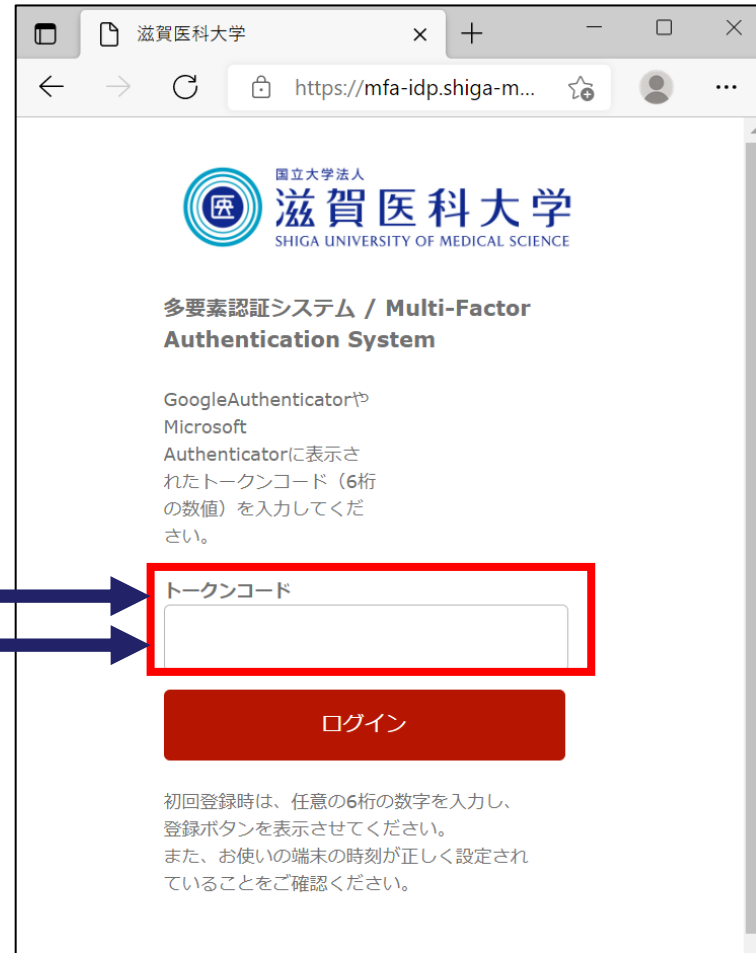 滋賀医科大学
https://mfa-idp.shiga-m...
医
国立大学法人
滋賀医科大学
SHIGA UNIVERSITY OF MEDICAL SCIENCE
多要素認証システム / Multi-Factor
Authentication System
GoogleAuthenticatorや
Microsoft
Authenticatorに表示さ
れたトークンコード（6桁
の数値）を入力してくだ
さい。
トークンコード
ログイン
初回登録時は、任意の6桁の数字を入力し、
登録ボタンを表示させてください。
また、お使いの端末の時刻が正しく設定され
ていることをご確認ください。